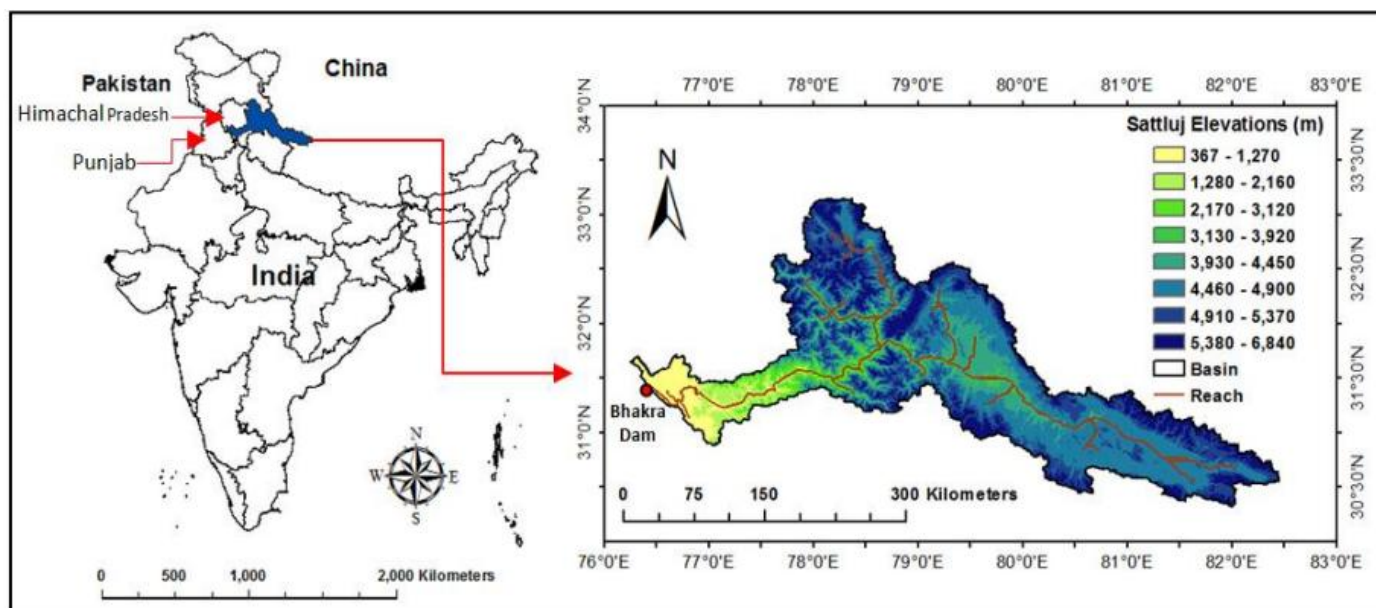 Pakistan
China
Himachal Pradesh
Punjab
India
N
W
E
S
0 500 1,000 2,000 Kilometers
77°0'E 78°0'E 79°0'E 80°0'E 81°0'E 82°0'E 83°0'E
34°0'N
33°0'N
32°0'N
31°0'N
33°30'N
32°30'N
31°30'N
30°30'N
N
Sattluj Elevations (m)
367 - 1,270
1,280 - 2,160
2,170 - 3,120
3,130 - 3,920
3,930 - 4,450
4,460 - 4,900
4,910 - 5,370
5,380 - 6,840
Basin
Reach
Bhakra
Dam
0 75 150 300 Kilometers
76°0'E 77°0'E 78°0'E 79°0'E 80°0'E 81°0'E 82°0'E